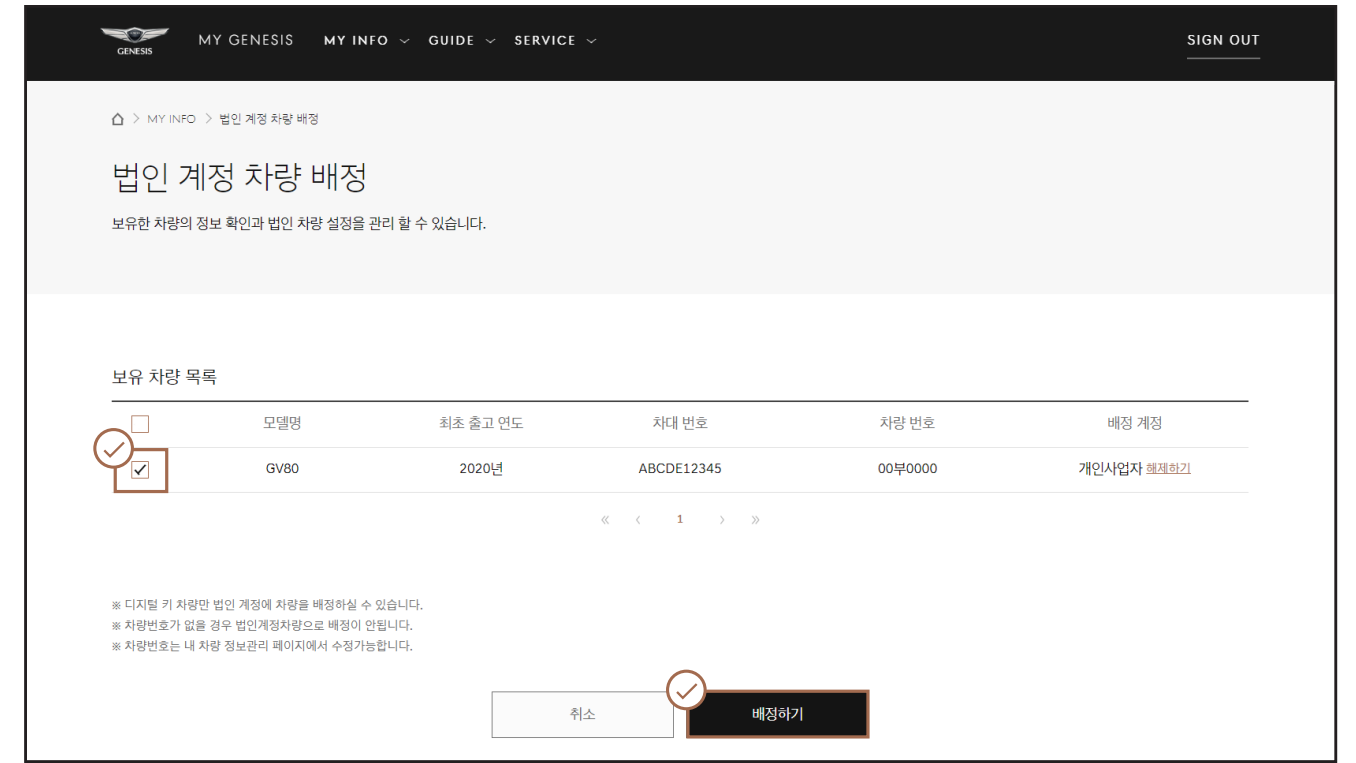 GENESIS
MY GENESIS MY INFO GUIDE SERVICE SIGN OUT
MY INFO > 법인 계정 차량 배정
법인 계정 차량 배정
보유한 차량의 정보 확인과 법인 차량 설정을 관리 할 수 있습니다.
보유 차량 목록
모델명 최초 출고 연도 차대 번호 차량 번호 배정 계정
GV80 2020년 ABCDE12345 00부0000 개인사업자 해제하기
« ‹ 1 › »
※ 디지털 키 차량만 법인 계정에 차량을 배정하실 수 있습니다.
※ 차량번호가 없을 경우 법인계정차량으로 배정이 안됩니다.
※ 차량번호는 내 차량 정보관리 페이지에서 수정가능합니다.
취소 배정하기